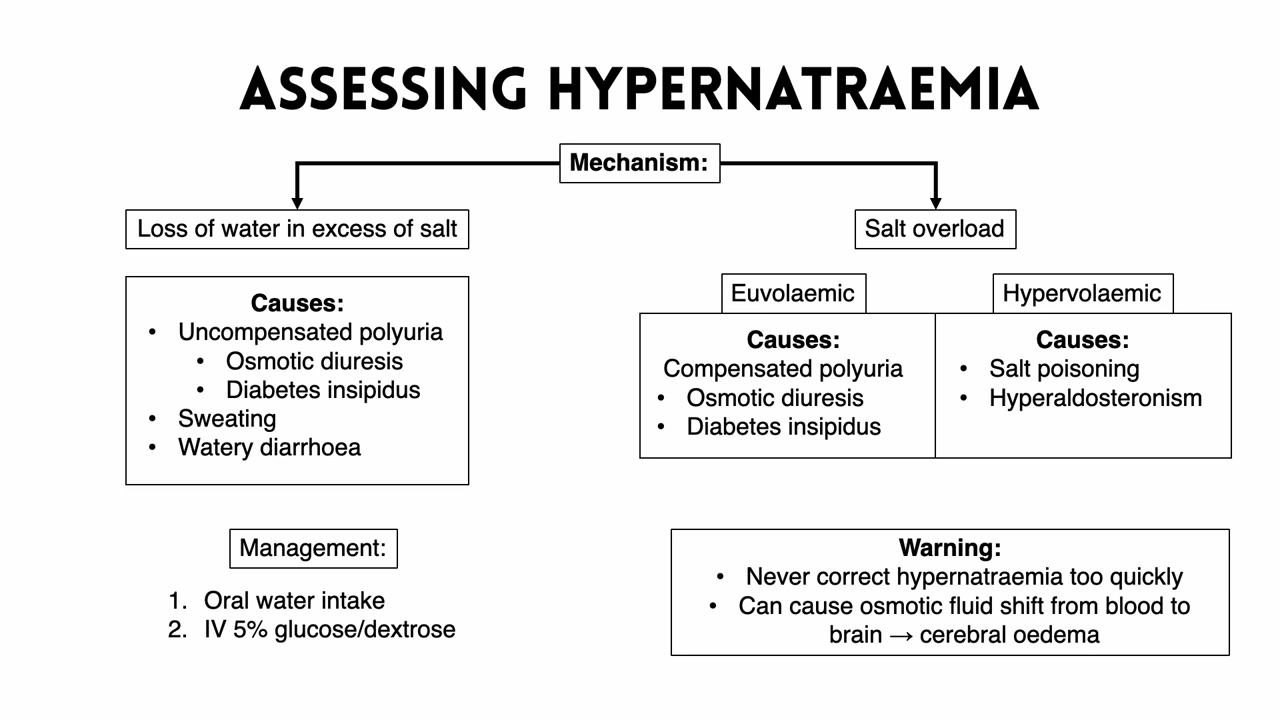 ASSESSING HYPERNATRAEMIA
Mechanism:
Loss of water in excess of salt
Causes:
• Uncompensated polyuria
• Osmotic diuresis
• Diabetes insipidus
• Sweating
• Watery diarrhoea
Salt overload
Euvolaemic
Causes:
Compensated polyuria
• Osmotic diuresis
• Diabetes insipidus
Hypervolaemic
Causes:
• Salt poisoning
• Hyperaldosteronism
Management:
1. Oral water intake
2. IV 5% glucose/dextrose
Warning:
• Never correct hypernatraemia too quickly
• Can cause osmotic fluid shift from blood to
brain → cerebral oedema